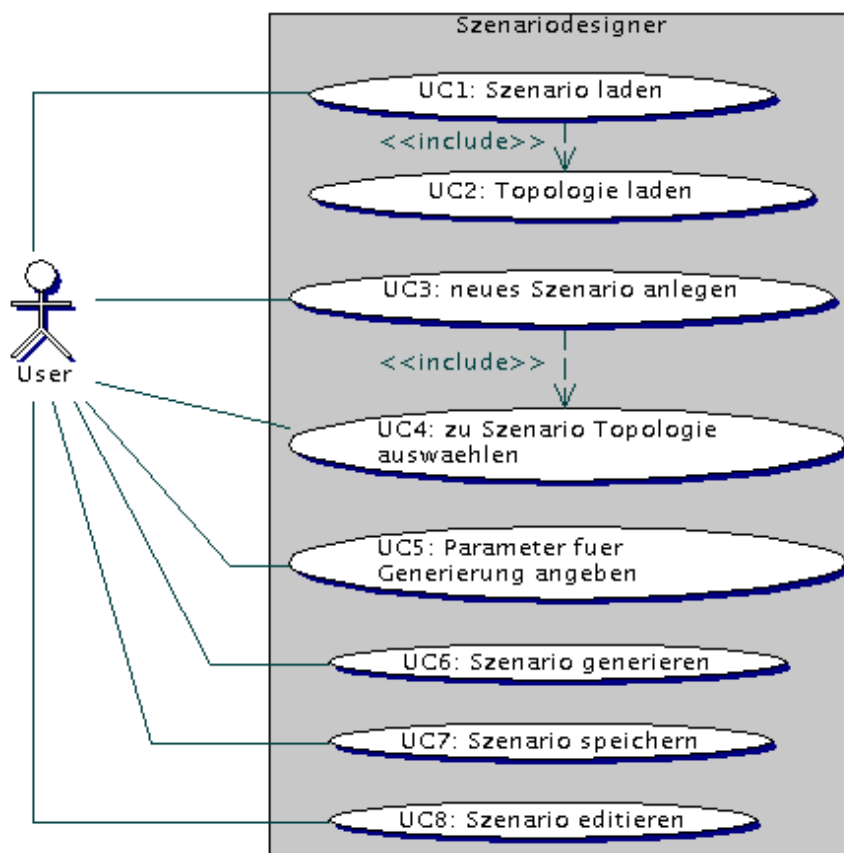 Szenariodesigner
UC1: Szenario laden
<<include>>
UC2: Topologie laden
UC3: neues Szenario anlegen
<<include>>
User
UC4: zu Szenario Topologie
auswaehlen
UC5: Parameter fuer
Generierung angeben
UC6: Szenario generieren
UC7: Szenario speichern
UC8: Szenario editieren